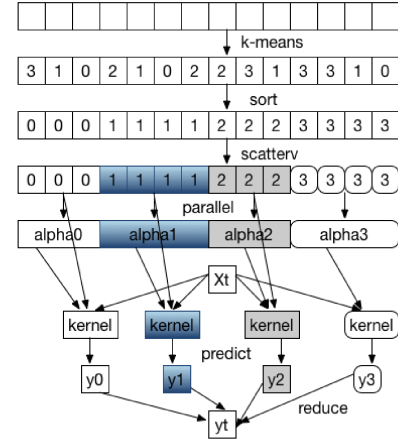 k-means
3 1 0 2 1 0 2 2 3 1 3 3 1 0
sort
0 0 0 1 1 1 1 2 2 2 3 3 3 3
scatterv
0 0 0 1 1 1 1 2 2 2 3 3 3 3
parallel
alpha0 alpha1 alpha2 alpha3
Xt
kernel kernel kernel kernel
predict
y0 y1 y2 y3
reduce
yt